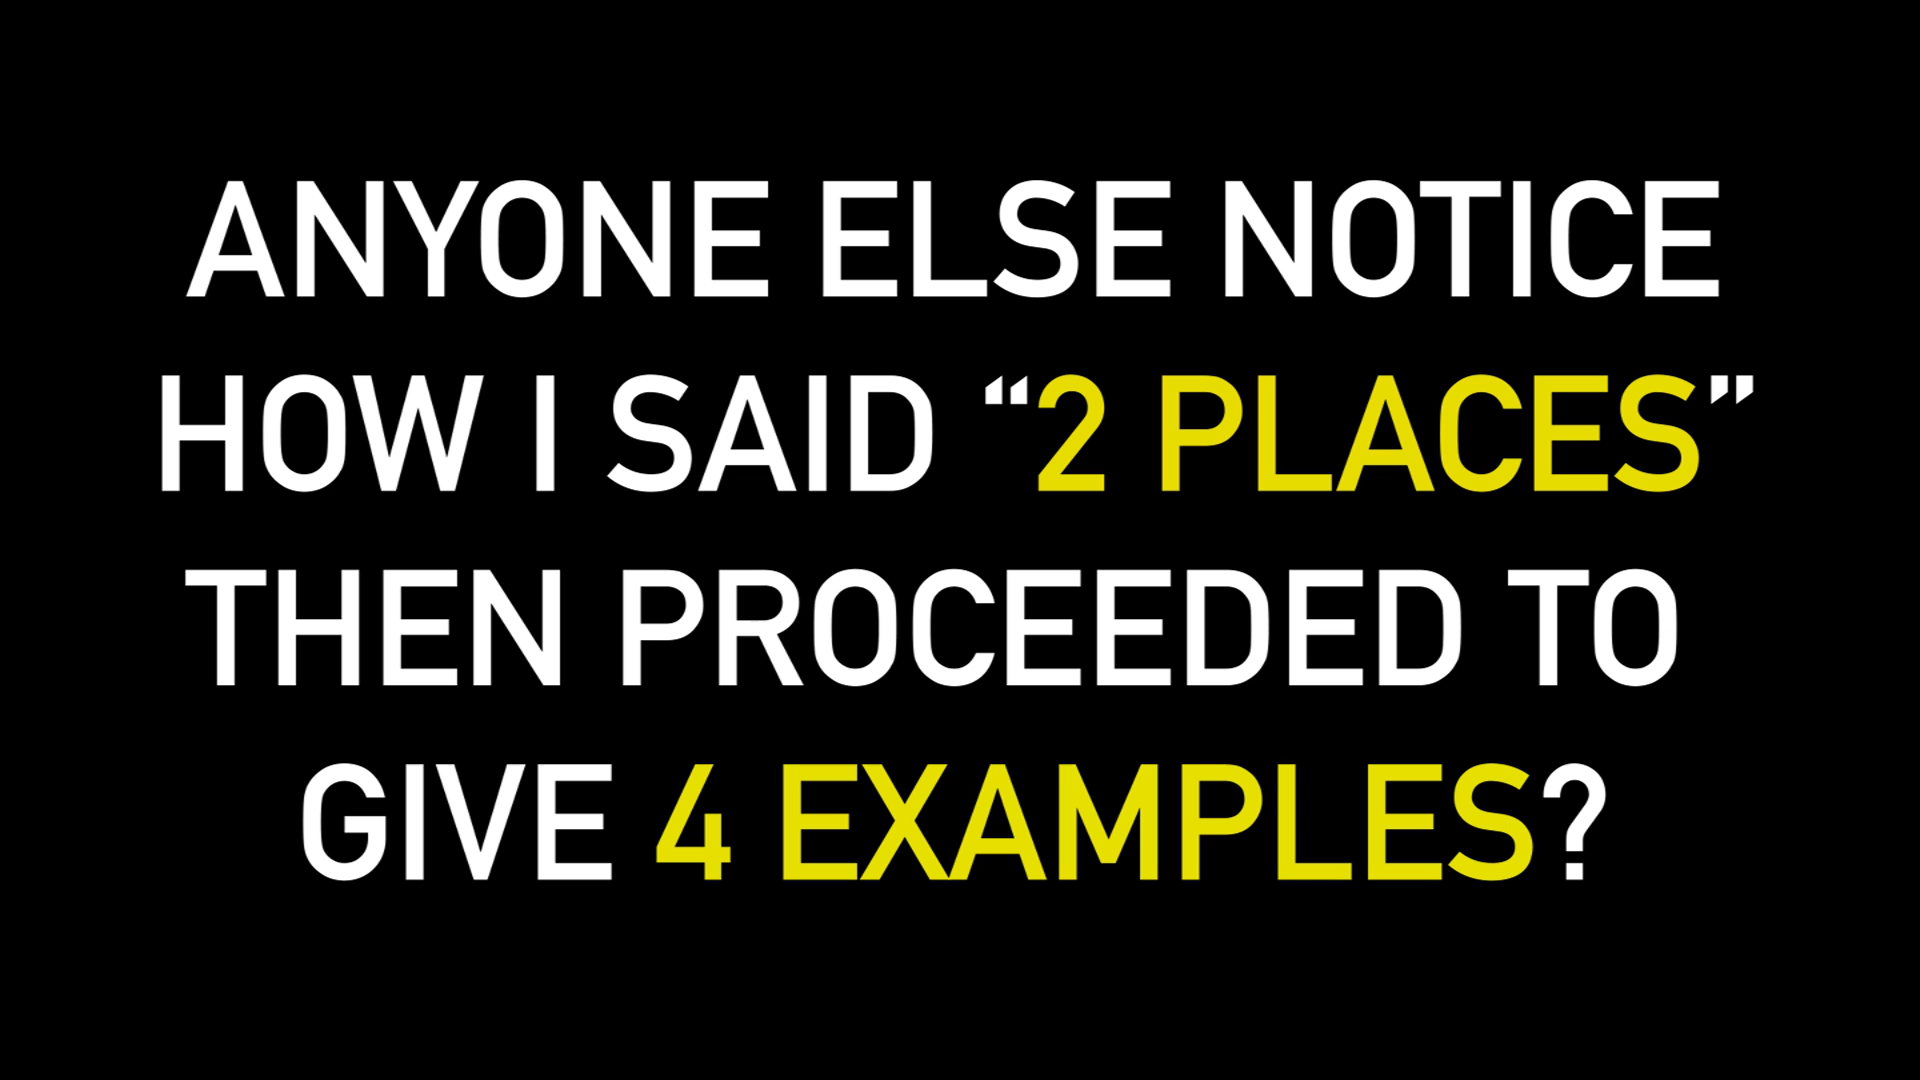 ANYONE ELSE NOTICE
HOW I SAID “2 PLACES”
THEN PROCEEDED TO
GIVE 4 EXAMPLES?